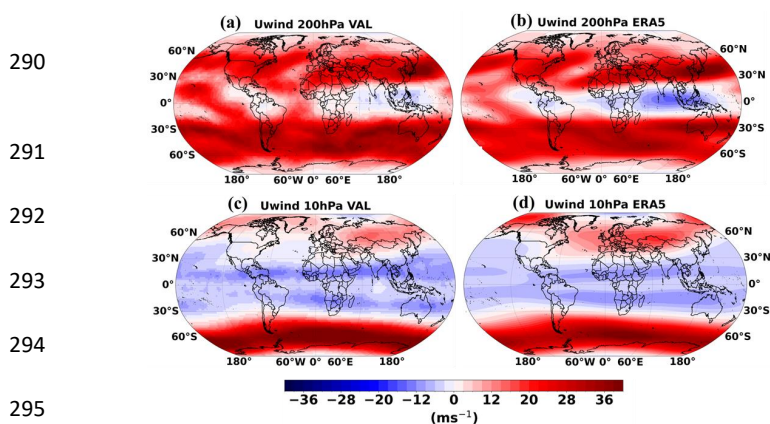 (a) Uwind 200hPa VAL
(b) Uwind 200hPa ERA5
290
60°N
60°N
30°N
30°N
0°
0°
30°S
30°S
291
60°S
60°S
180° 60°W 0° 60°E 180°
180° 60°W 0° 60°E 180°
292
(c) Uwind 10hPa VAL
(d) Uwind 10hPa ERA5
60°N
60°N
30°N
30°N
293
0°
0°
30°S
30°S
294
60°S
60°S
180° 60°W 0° 60°E 180°
180° 60°W 0° 60°E 180°
295
−36 −28 −20 −12 −4 0 4 12 20 28 36
(ms⁻¹)